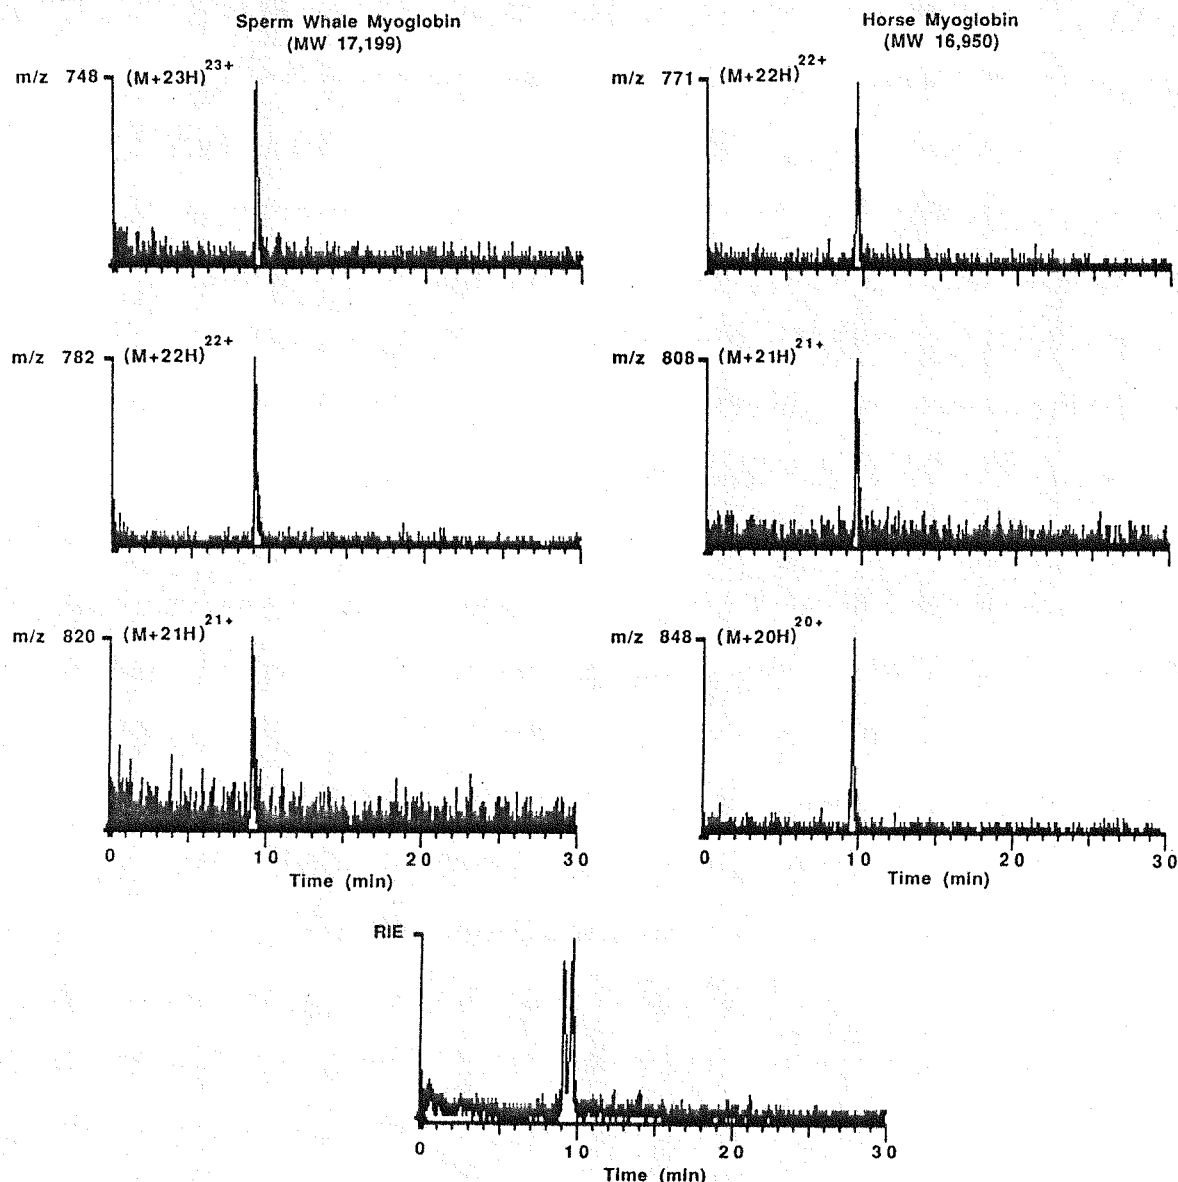 Sperm Whale Myoglobin
(MW 17,199)
Horse Myoglobin
(MW 16,950)
m/z 748 (M+23H)23+
m/z 771 (M+22H)22+
m/z 782 (M+22H)22+
m/z 808 (M+21H)21+
m/z 820 (M+21H)21+
m/z 848 (M+20H)20+
0 10 20 30
Time (min)
0 10 20 30
Time (min)
RIE
0 10 20 30
Time (min)